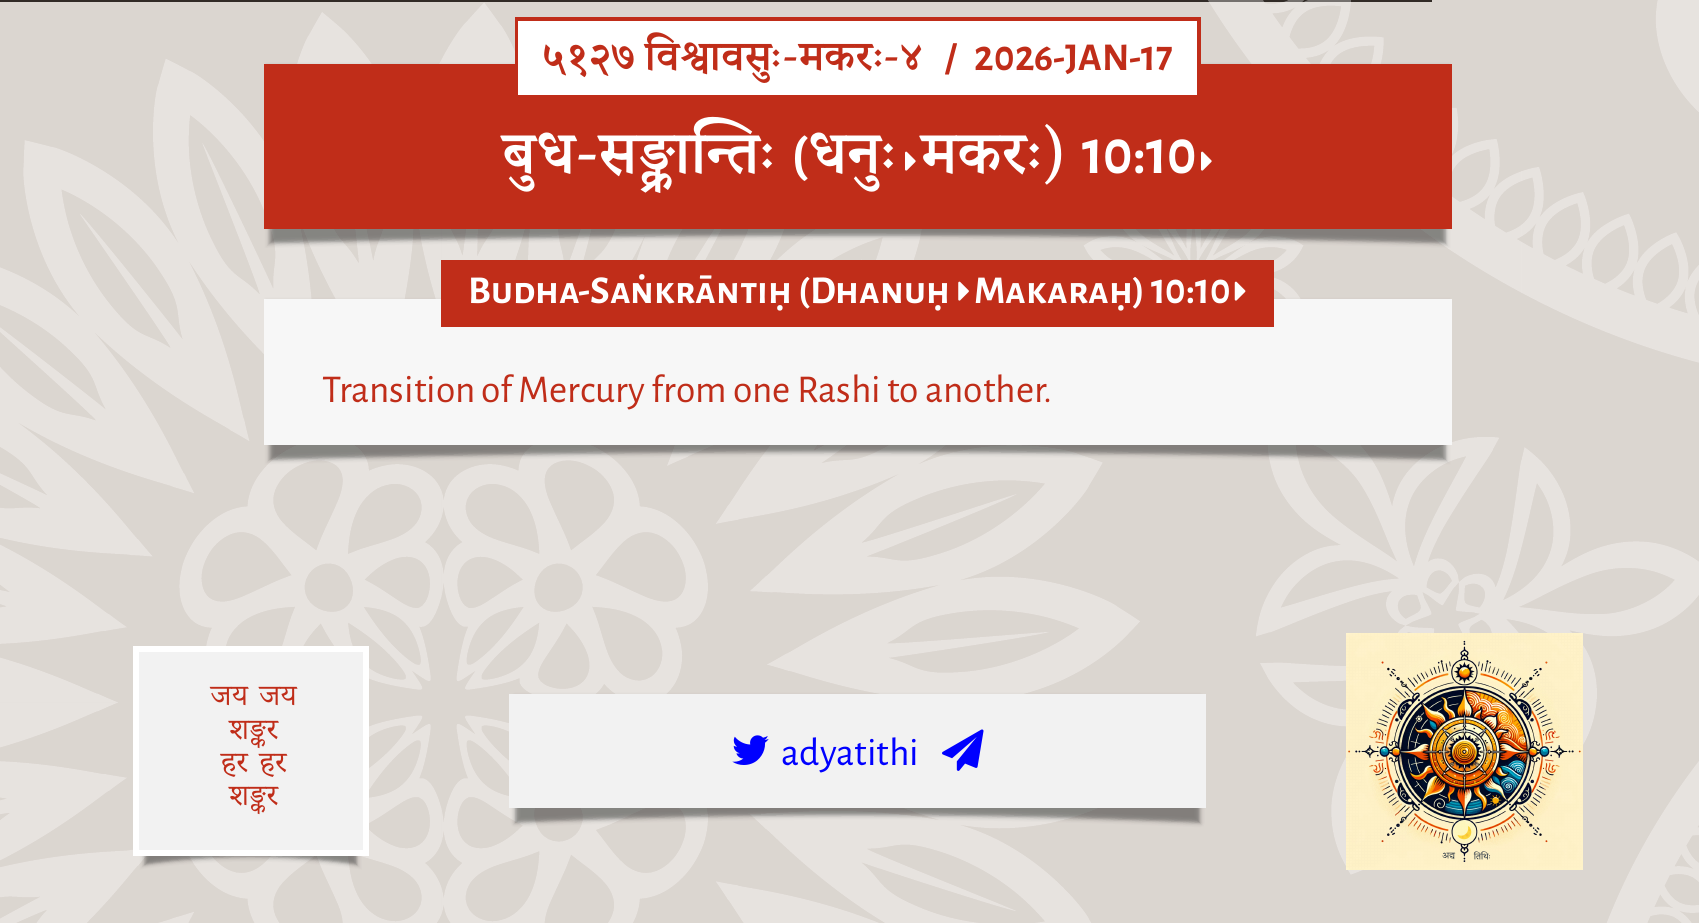 ५१२७ विश्वावसुः-मकरः-४ / 2026-JAN-17
बुध-सङ्क्रान्तिः (धनुः🞂मकरः) 10:10🞂
Budha-Saṅkrāntiḥ (Dhanuḥ🞂Makaraḥ) 10:10🞂
Transition of Mercury from one Rashi to another.
जय जय
शङ्कर
हर हर
शङ्कर
adyatithi
अद्य तिथिः